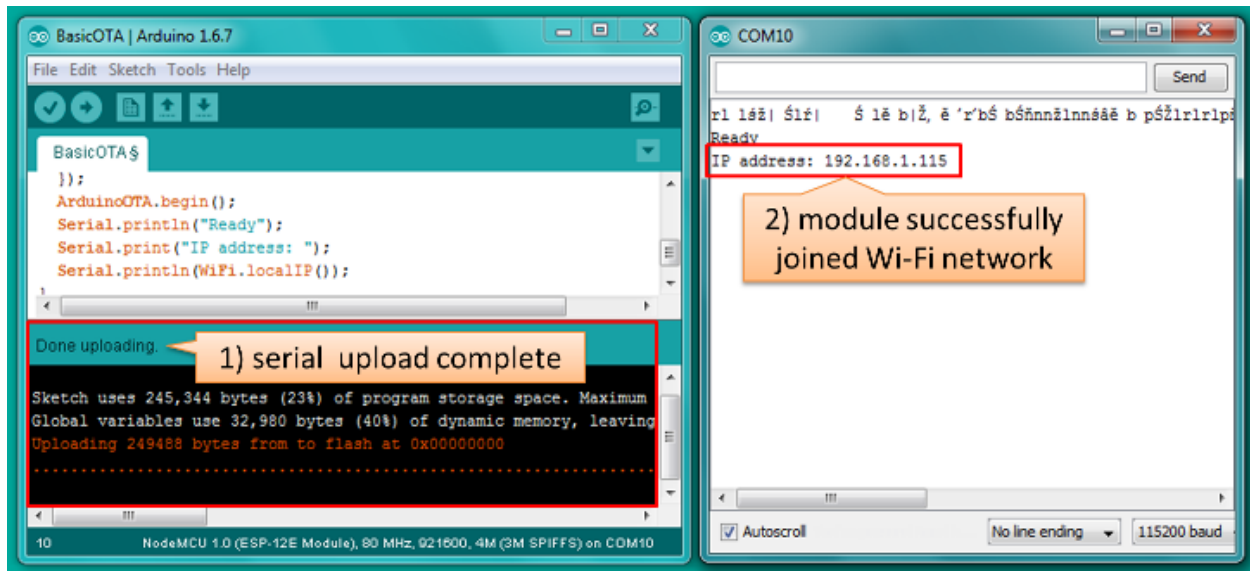 BasicOTA | Arduino 1.6.7
File Edit Sketch Tools Help
BasicOTA§
});
ArduinoOTA.begin();
Serial.println("Ready");
Serial.print("IP address: ");
Serial.println(WiFi.localIP());
Done uploading.
1) serial upload complete
Sketch uses 245,344 bytes (23%) of program storage space. Maximum
Global variables use 32,980 bytes (40%) of dynamic memory, leaving
Uploading 249488 bytes from to flash at 0x00000000
................................................................................
10 NodeMCU 1.0 (ESP-12E Module), 80 MHz, 921600, 4M (3M SPIFFS) on COM10
COM10
Send
Ready
IP address: 192.168.1.115
2) module successfully
joined Wi-Fi network
Autoscroll
No line ending
115200 baud